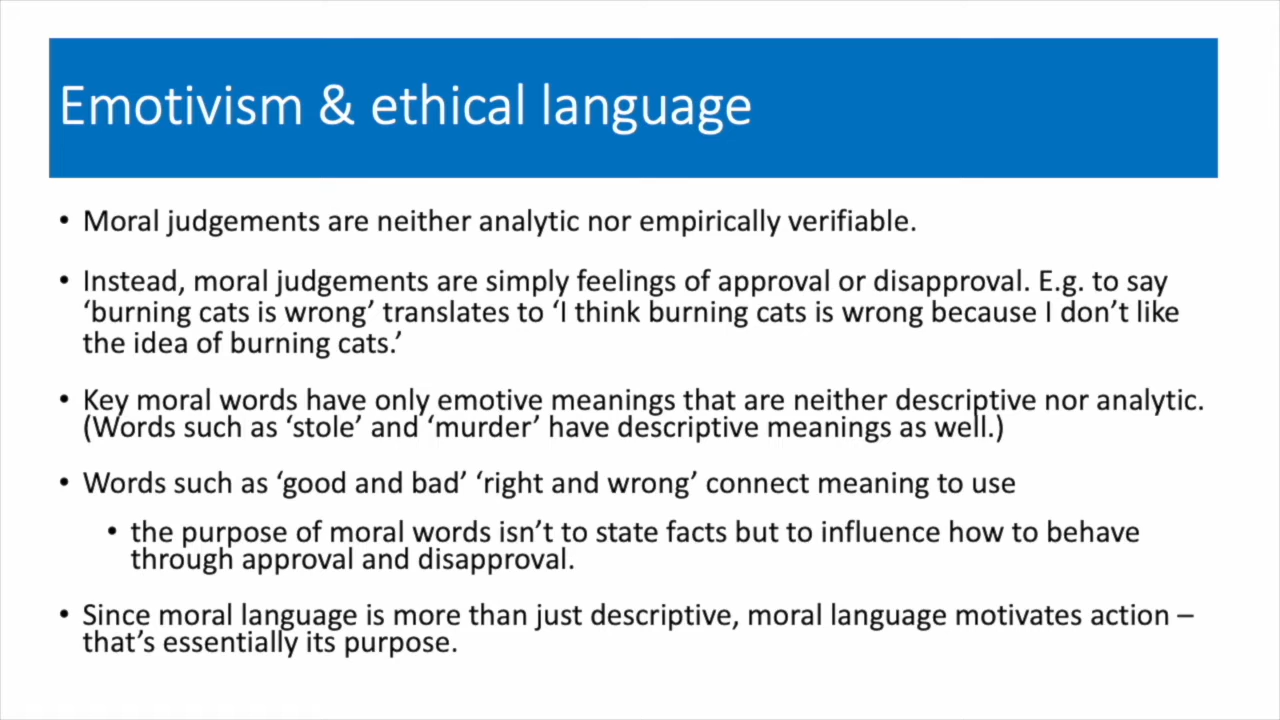 Emotivism & ethical language
• Moral judgements are neither analytic nor empirically verifiable.
• Instead, moral judgements are simply feelings of approval or disapproval. E.g. to say
‘burning cats is wrong’ translates to ‘I think burning cats is wrong because I don’t like
the idea of burning cats.’
• Key moral words have only emotive meanings that are neither descriptive nor analytic.
(Words such as ‘stole’ and ‘murder’ have descriptive meanings as well.)
• Words such as ‘good and bad’ ‘right and wrong’ connect meaning to use
• the purpose of moral words isn’t to state facts but to influence how to behave
through approval and disapproval.
• Since moral language is more than just descriptive, moral language motivates action –
that’s essentially its purpose.